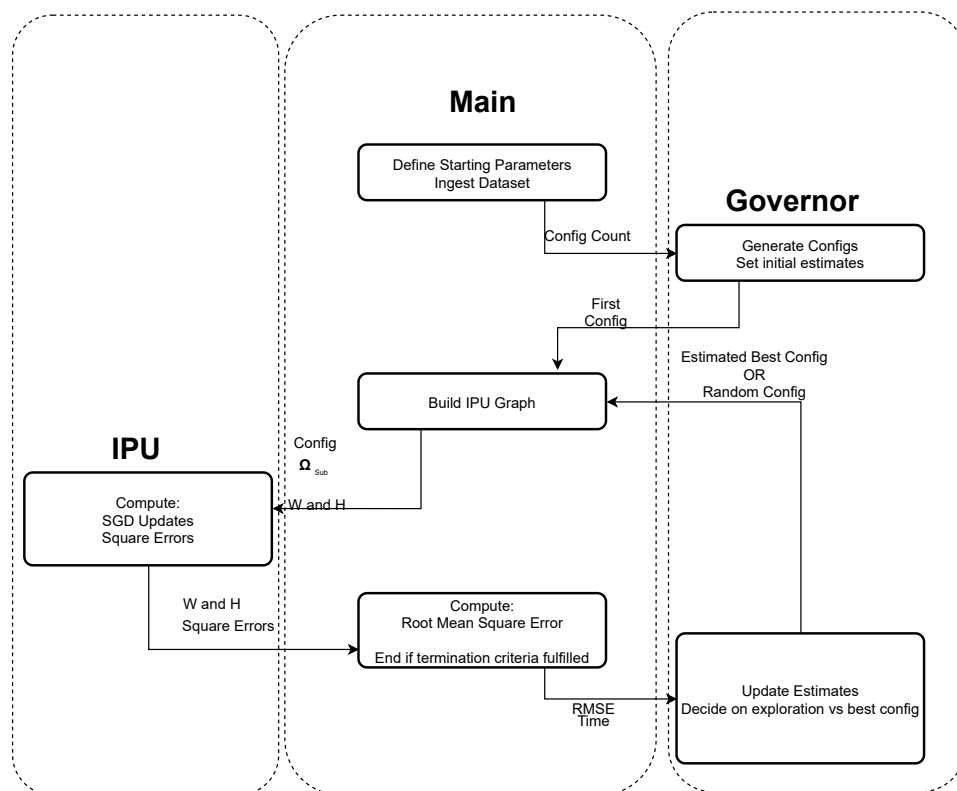 Main
Define Starting Parameters
Ingest Dataset
Governor
Config Count
Generate Configs
Set initial estimates
First
Config
Estimated Best Config
OR
Random Config
Build IPU Graph
IPU
Config
Ω Sub
W and H
Compute:
SGD Updates
Square Errors
W and H
Square Errors
Compute:
Root Mean Square Error
End if termination criteria fulfilled
RMSE
Time
Update Estimates
Decide on exploration vs best config